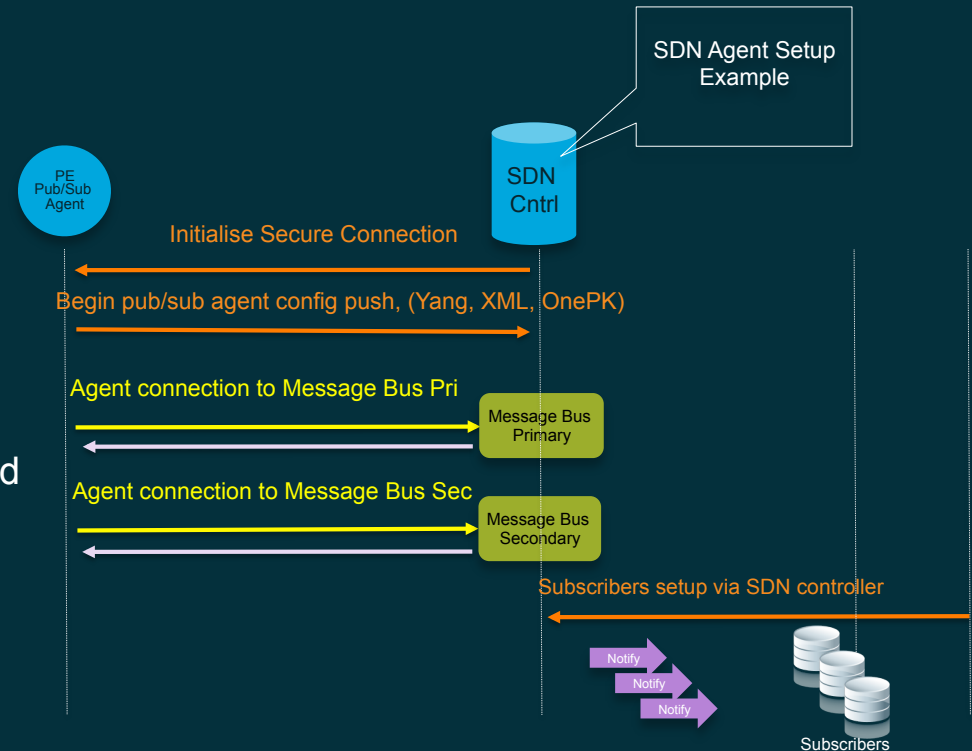 SDN Agent Setup
Example
PE
Pub/Sub
Agent
SDN
Cntrl
Initialise Secure Connection
Begin pub/sub agent config push, (Yang, XML, OnePK)
Agent connection to Message Bus Pri
Message Bus
Primary
d
Agent connection to Message Bus Sec
Message Bus
Secondary
Subscribers setup via SDN controller
Notify
Notify
Notify
Subscribers